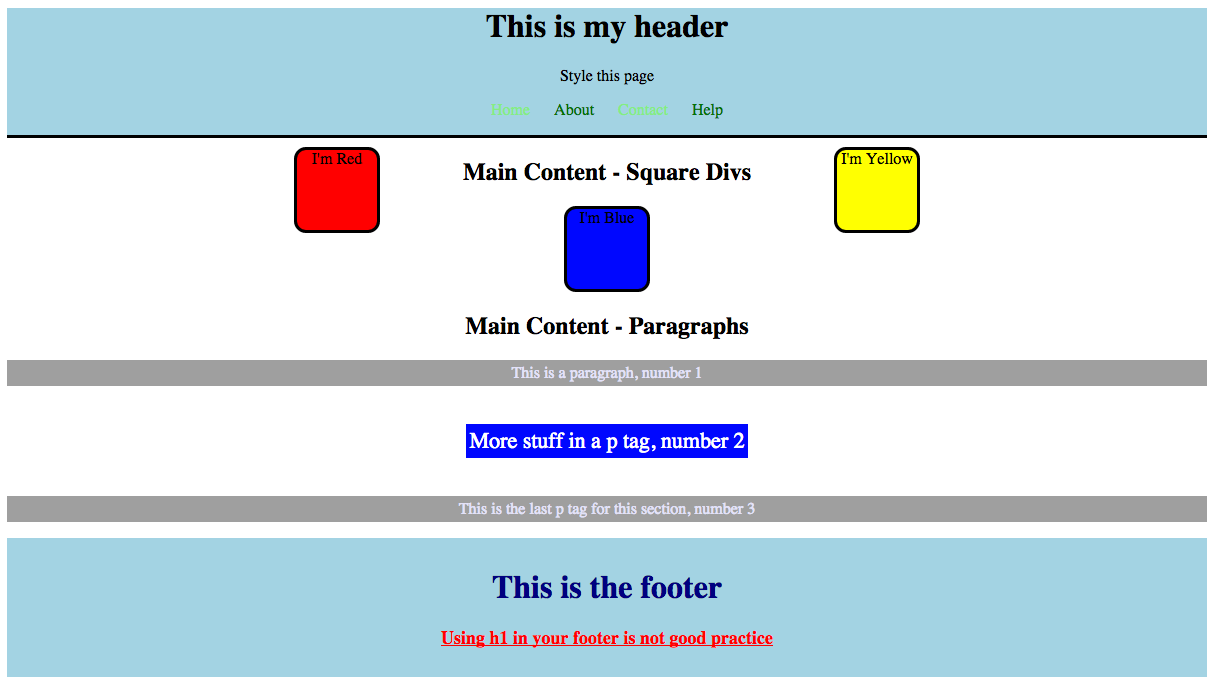 This is my header
Style this page
Home About Contact Help
I'm Red
Main Content - Square Divs
I'm Yellow
I'm Blue
Main Content - Paragraphs
This is a paragraph, number 1
More stuff in a p tag, number 2
This is the last p tag for this section, number 3
This is the footer
Using h1 in your footer is not good practice